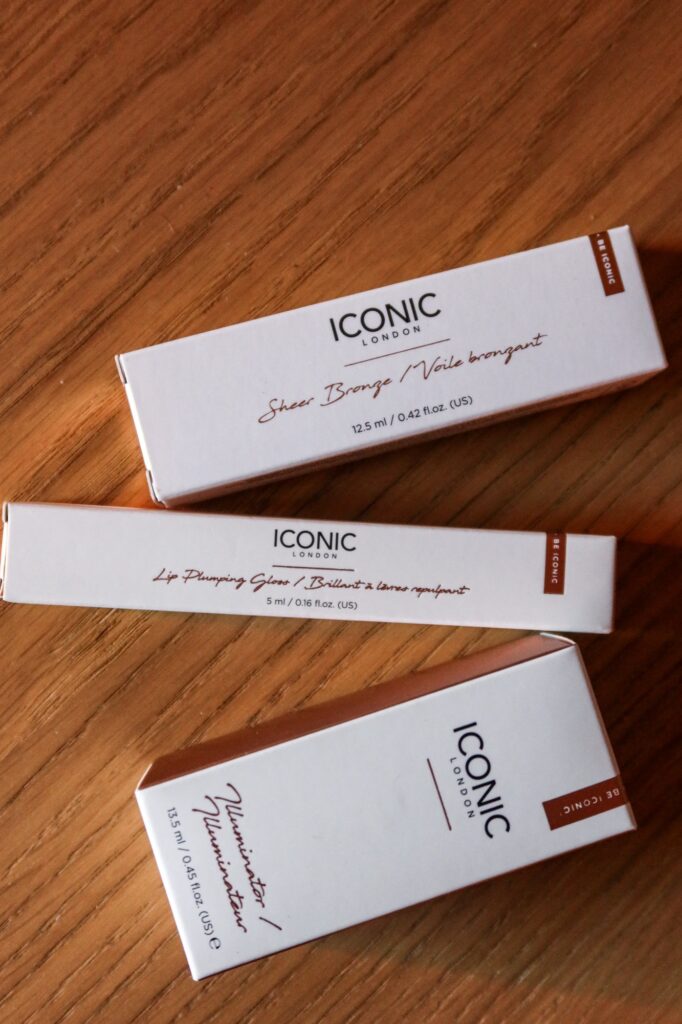 ICONIC
LONDON
Sheer Bronze / Voile bronzant
12.5 ml / 0.42 fl.oz. (US)
· BE ICONIC
ICONIC
LONDON
Lip Plumping Gloss / Brillant à lèvres repulpant
5 ml / 0.16 fl.oz. (US)
· BE ICONIC
ICONIC
LONDON
Illuminator /
Illuminateur
13.5 ml / 0.45 fl.oz. (US) ℮
BE ICONIC ·